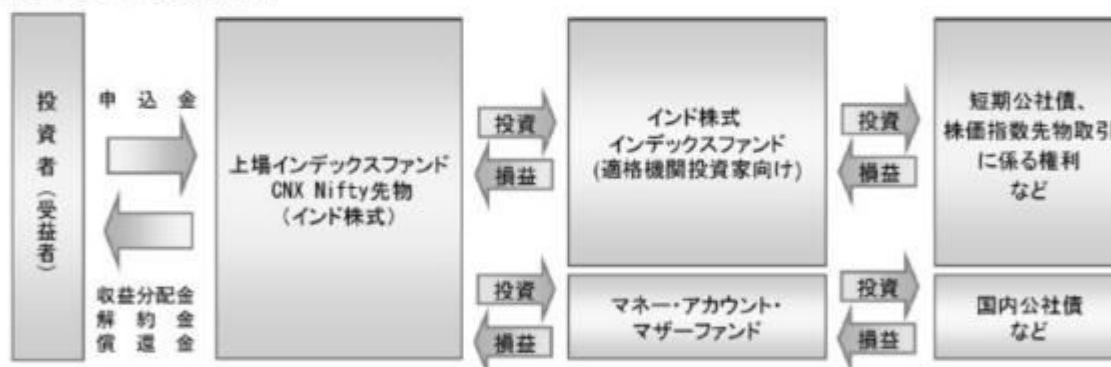 投資者(受益者)
申込金
収益分配金
解約金
償還金
上場インデックスファンド
CNX Nifty先物
(インド株式)
投資
損益
インド株式
インデックスファンド
(適格機関投資家向け)
投資
損益
短期公社債、
株価指数先物取引
に係る権利
など
投資
損益
マネー・アカウント・
マザーファンド
投資
損益
国内公社債
など